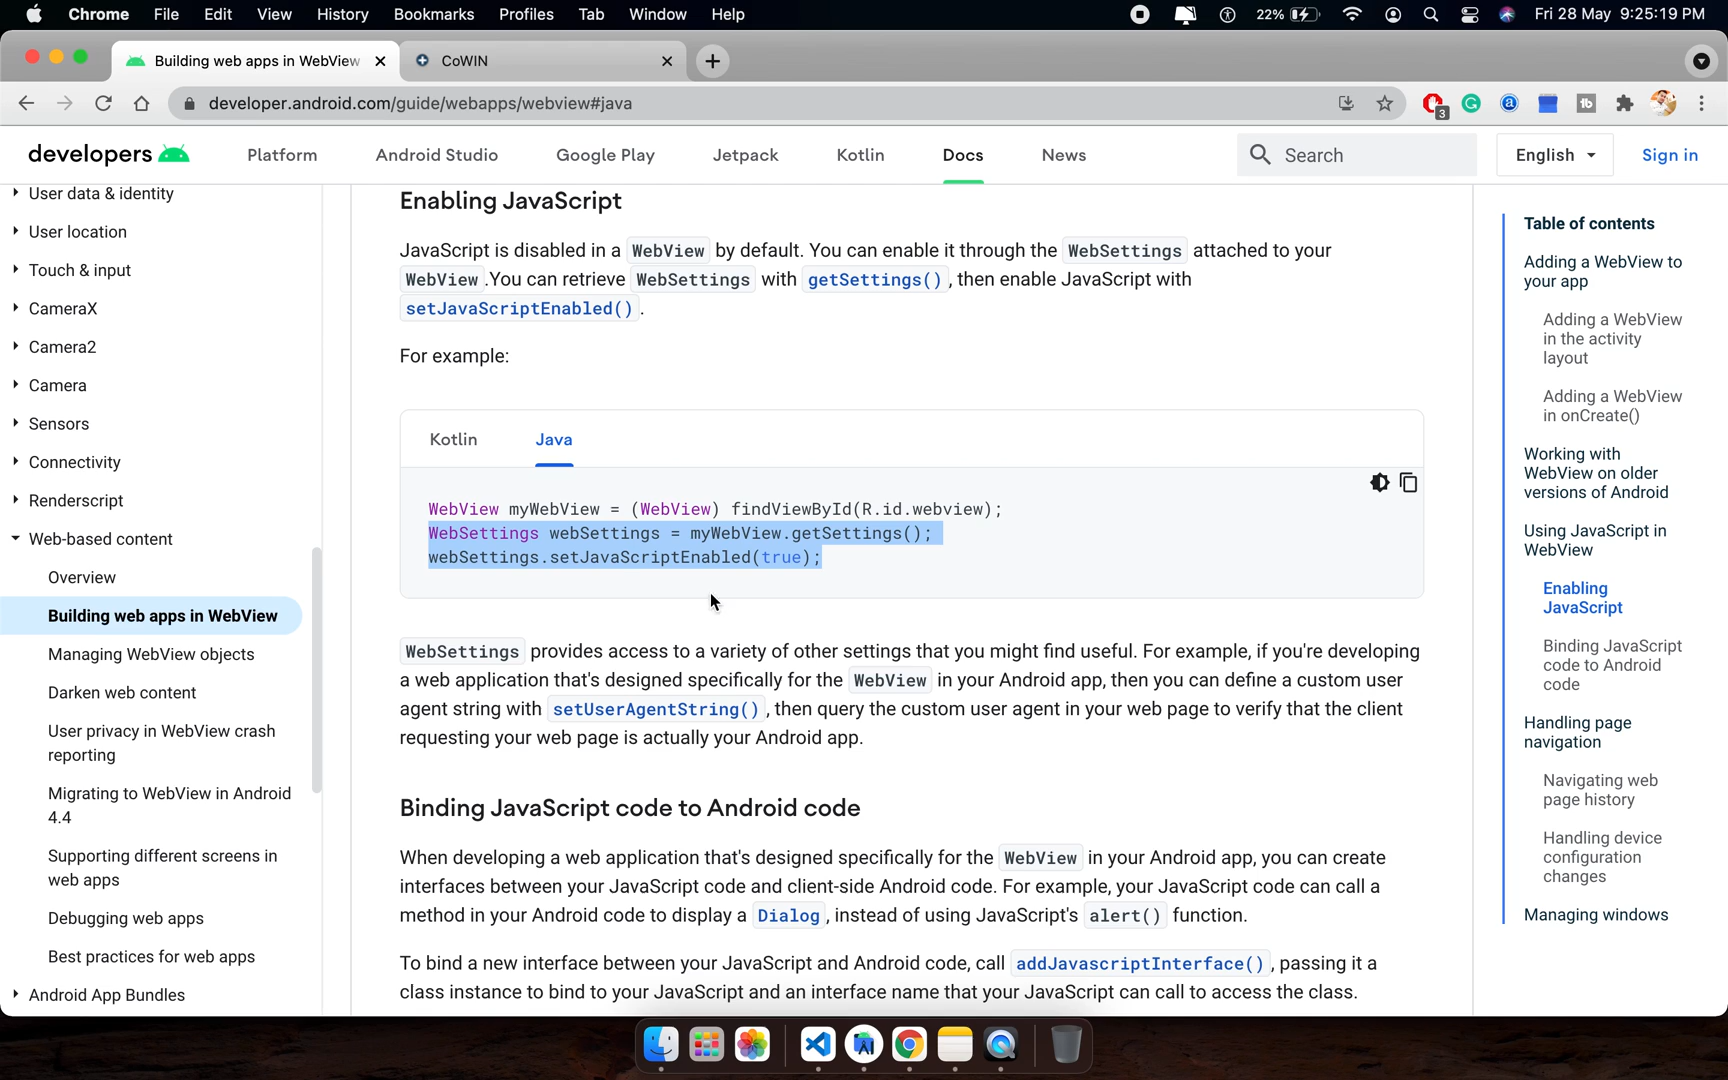 Chrome File Edit View History Bookmarks Profiles Tab Window Help 22% Fri 28 May 9:25:19 PM
Building web apps in WebView CoWIN
developer.android.com/guide/webapps/webview#java 3
developers Platform Android Studio Google Play Jetpack Kotlin Docs News Search English Sign in
User data & identity
User location
Touch & input
CameraX
Camera2
Camera
Sensors
Connectivity
Renderscript
Web-based content
Overview
Building web apps in WebView
Managing WebView objects
Darken web content
User privacy in WebView crash
reporting
Migrating to WebView in Android
4.4
Supporting different screens in
web apps
Debugging web apps
Best practices for web apps
Android App Bundles
Enabling JavaScript
JavaScript is disabled in a WebView by default. You can enable it through the WebSettings attached to your
WebView .You can retrieve WebSettings with getSettings() , then enable JavaScript with
setJavaScriptEnabled() .
For example:
Kotlin Java
WebView myWebView = (WebView) findViewById(R.id.webview);
WebSettings webSettings = myWebView.getSettings();
webSettings.setJavaScriptEnabled(true);
WebSettings provides access to a variety of other settings that you might find useful. For example, if you're developing
a web application that's designed specifically for the WebView in your Android app, then you can define a custom user
agent string with setUserAgentString() , then query the custom user agent in your web page to verify that the client
requesting your web page is actually your Android app.
Binding JavaScript code to Android code
When developing a web application that's designed specifically for the WebView in your Android app, you can create
interfaces between your JavaScript code and client-side Android code. For example, your JavaScript code can call a
method in your Android code to display a Dialog , instead of using JavaScript's alert() function.
To bind a new interface between your JavaScript and Android code, call addJavascriptInterface() , passing it a
class instance to bind to your JavaScript and an interface name that your JavaScript can call to access the class.
Table of contents
Adding a WebView to
your app
Adding a WebView
in the activity
layout
Adding a WebView
in onCreate()
Working with
WebView on older
versions of Android
Using JavaScript in
WebView
Enabling
JavaScript
Binding JavaScript
code to Android
code
Handling page
navigation
Navigating web
page history
Handling device
configuration
changes
Managing windows